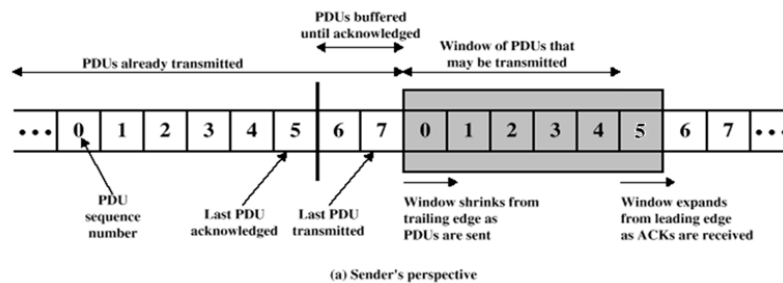 PDUs buffered
until acknowledged
Window of PDUs that
may be transmitted
PDUs already transmitted
••• 0 1 2 3 4 5 6 7 0 1 2 3 4 5 6 7 •••
PDU
sequence
number
Last PDU
acknowledged
Last PDU
transmitted
Window shrinks from
trailing edge as
PDUs are sent
Window expands
from leading edge
as ACKs are received
(a) Sender's perspective